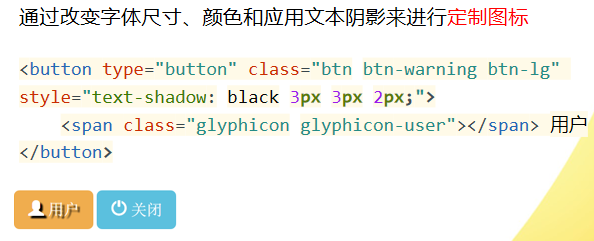 通过改变字体尺寸、颜色和应用文本阴影来进行定制图标
<button type="button" class="btn btn-warning btn-lg"
style="text-shadow: black 3px 3px 2px;">
<span class="glyphicon glyphicon-user"></span> 用户
</button>
用户 关闭